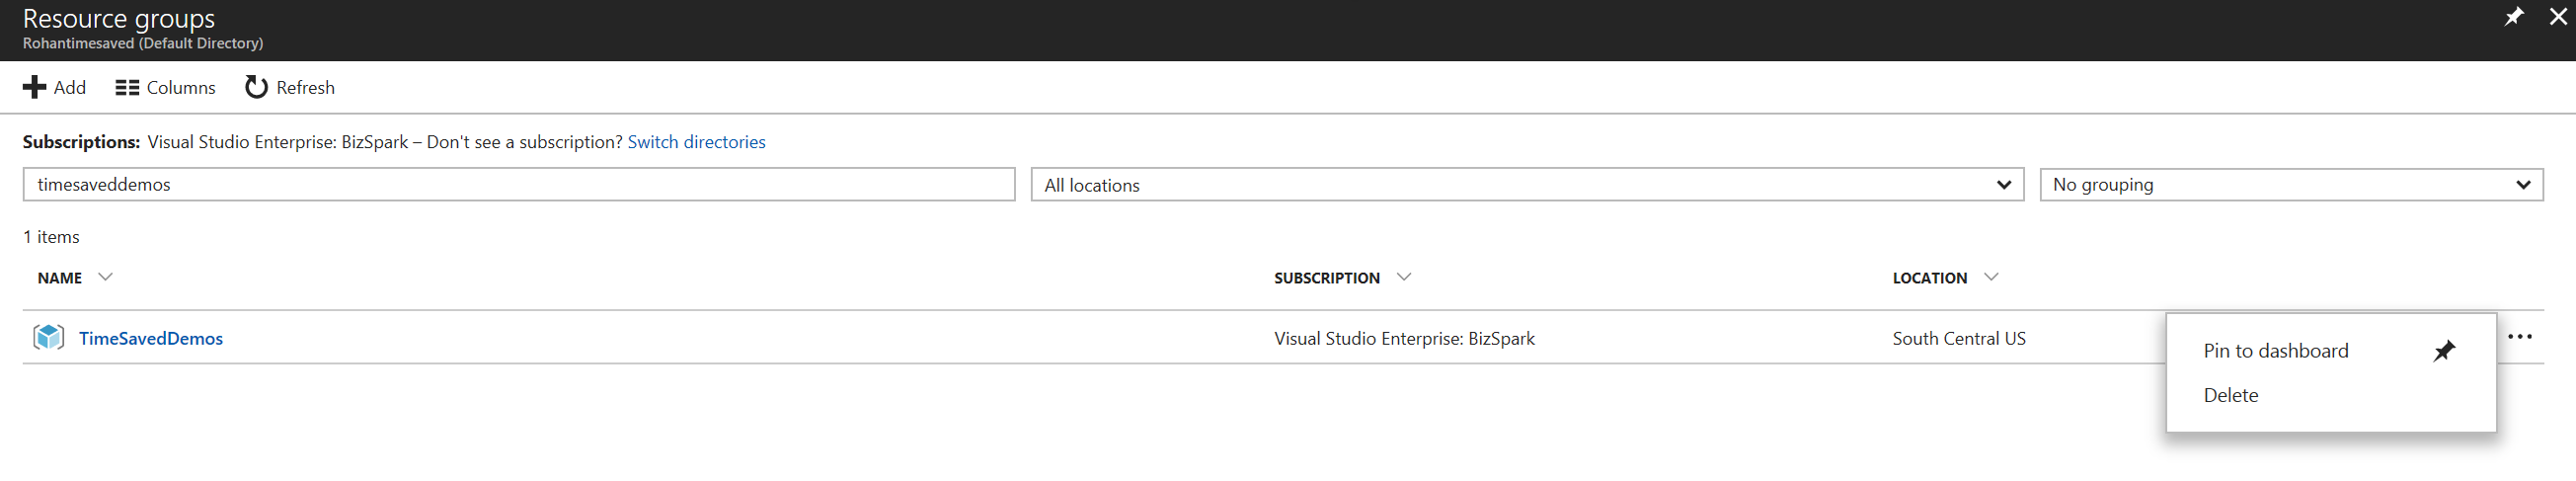 Resource groups
Rohantimesaved (Default Directory)
Add Columns Refresh
Subscriptions: Visual Studio Enterprise: BizSpark – Don't see a subscription? Switch directories
timesaveddemos All locations No grouping
1 items
NAME SUBSCRIPTION LOCATION
TimeSavedDemos Visual Studio Enterprise: BizSpark South Central US
Pin to dashboard
Delete